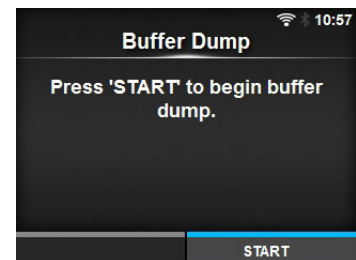 10:57
Buffer Dump
Press 'START' to begin buffer
dump.
START